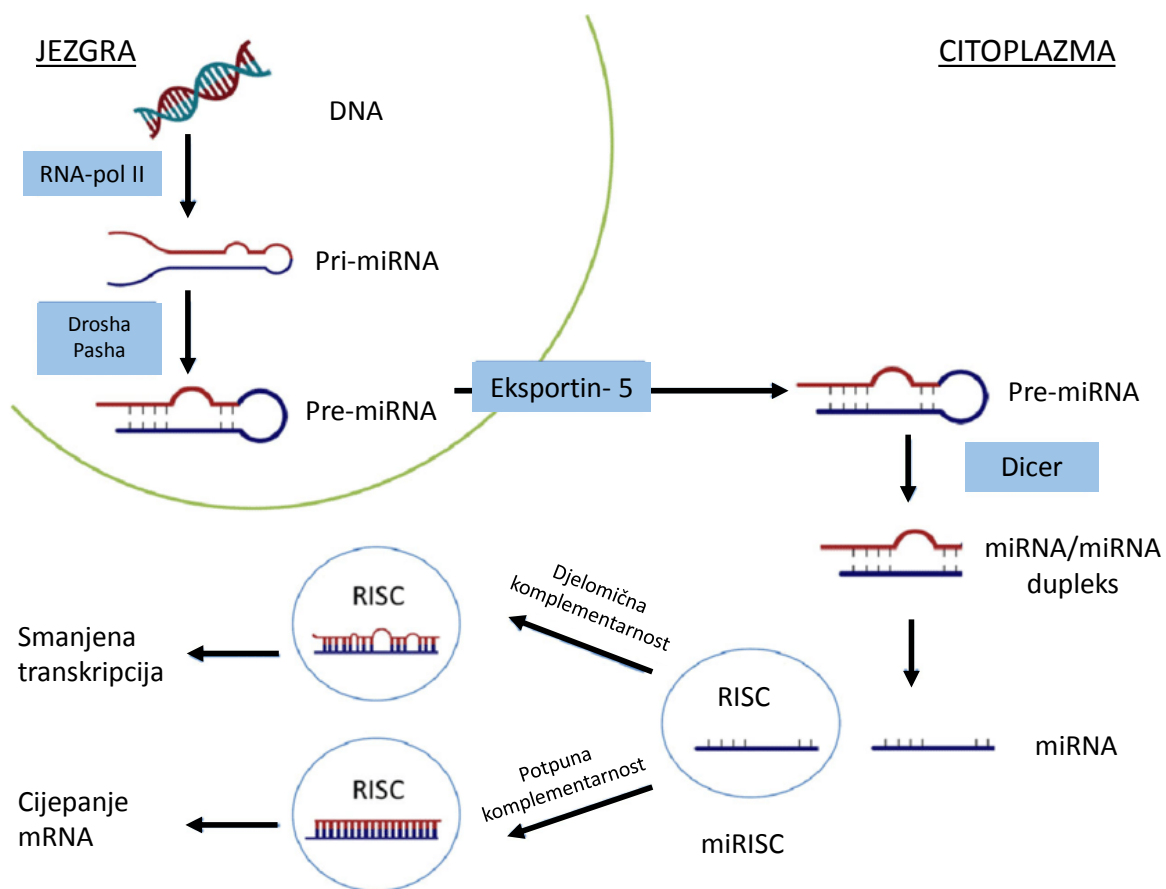 JEZGRA
CITOPLAZMA
DNA
RNA-pol II
Pri-miRNA
Drosha
Pasha
Pre-miRNA
Eksportin- 5
Pre-miRNA
Dicer
miRNA/miRNA
dupleks
miRNA
RISC
miRISC
Djelomična
komplementarnost
RISC
Smanjena
transkripcija
Potpuna
komplementarnost
RISC
Cijepanje
mRNA